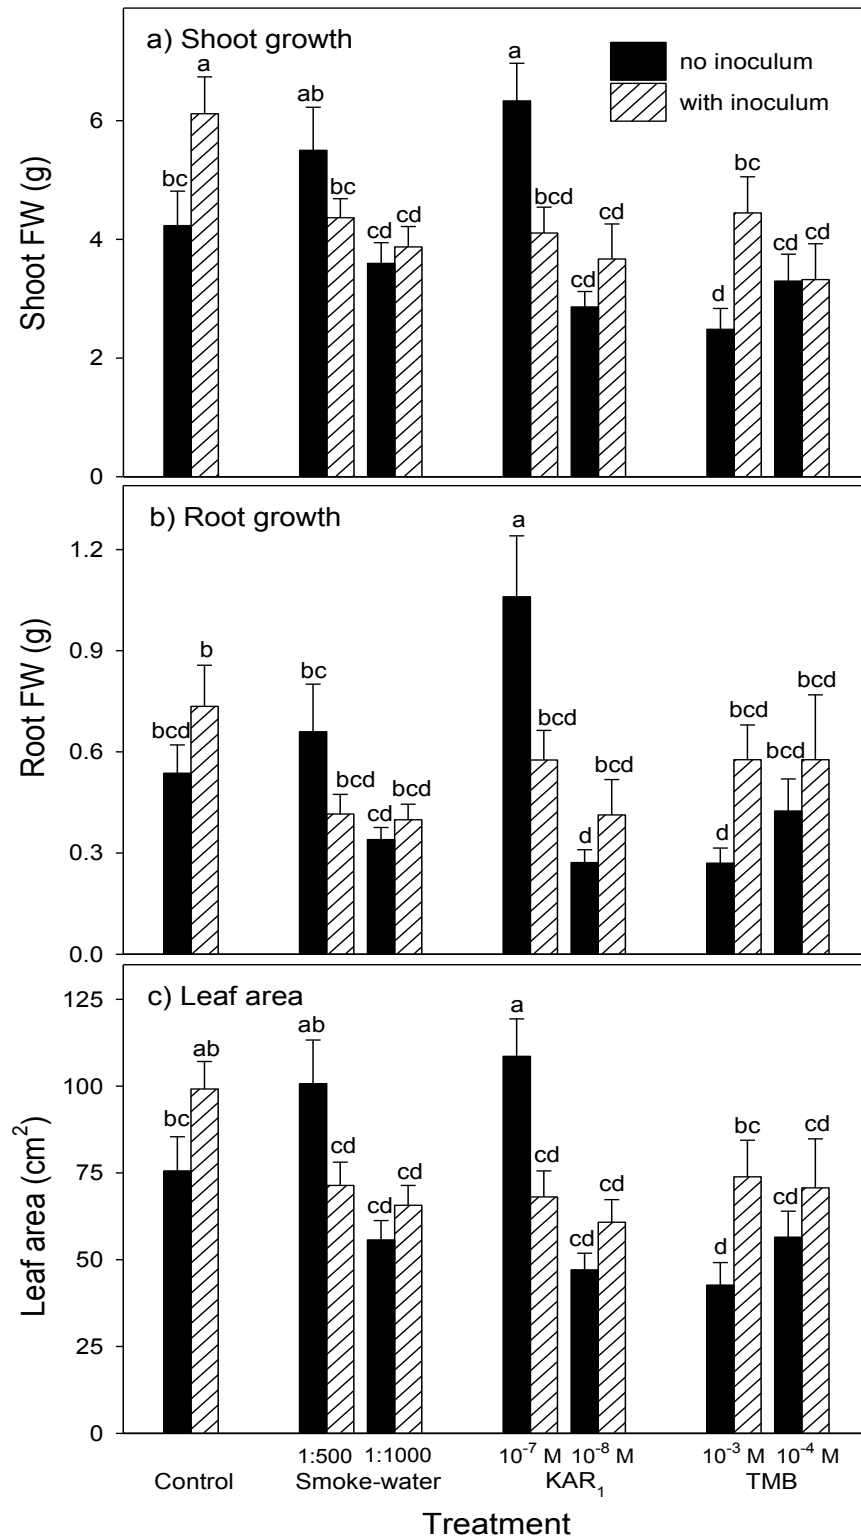 a) Shoot growth
no inoculum
with inoculum
Shoot FW (g)
6
4
2
0
bc
a
ab
bc
cd
cd
a
bcd
cd
cd
d
bc
cd
cd
b) Root growth
Root FW (g)
1.2
0.9
0.6
0.3
0.0
bcd
b
bc
bcd
cd
bcd
a
bcd
d
bcd
d
bcd
bcd
bcd
c) Leaf area
Leaf area (cm²)
125
100
75
50
25
0
bc
ab
ab
cd
cd
cd
a
cd
cd
cd
d
bc
cd
cd
1:500 1:1000 10⁻⁷ M 10⁻⁸ M 10⁻³ M 10⁻⁴ M
Control Smoke-water KAR₁ TMB
Treatment